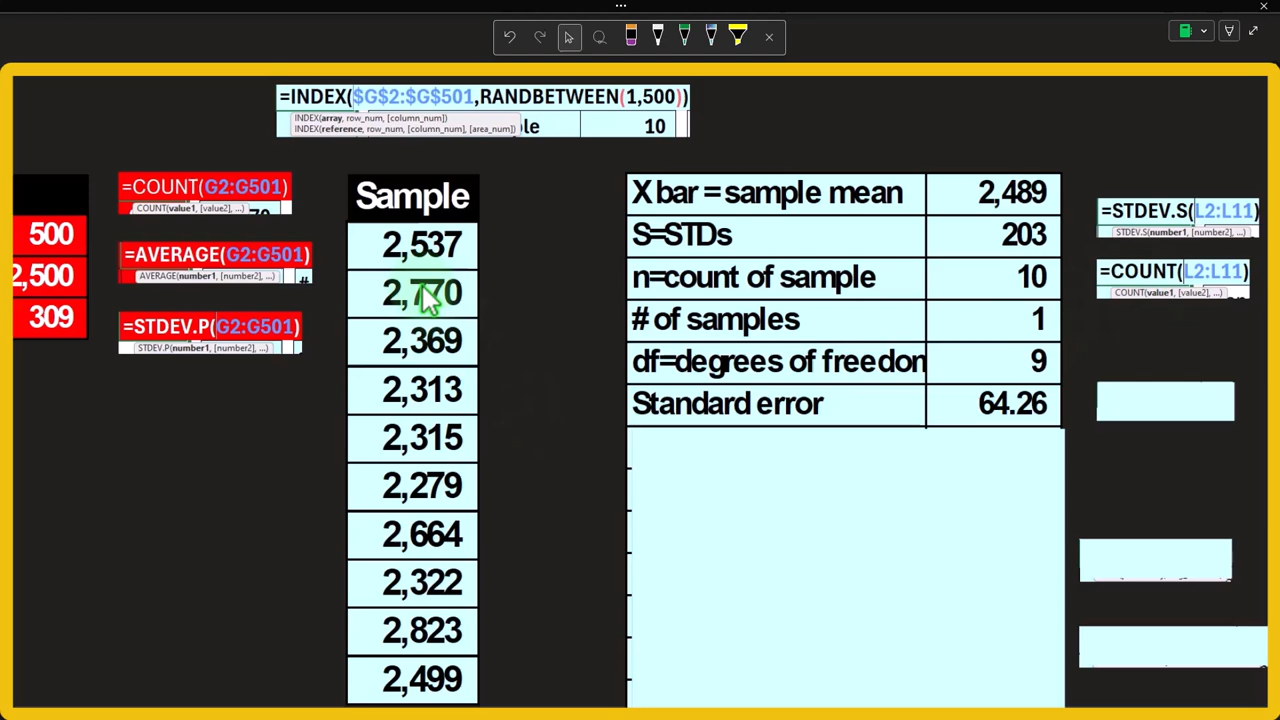 =INDEX($G$2:$G$501,RANDBETWEEN(1,500))
INDEX(array, row_num, [column_num])
INDEX(reference, row_num, [column_num], [area_num])
10
=COUNT(G2:G501)
COUNT(value1, [value2], ...)
500
=AVERAGE(G2:G501)
AVERAGE(number1, [number2], ...)
2,500
=STDEV.P(G2:G501)
STDEV.P(number1, [number2], ...)
309
Sample
2,537
2,770
2,369
2,313
2,315
2,279
2,664
2,322
2,823
2,499
X bar = sample mean 2,489
S=STDs 203
n=count of sample 10
# of samples 1
df=degrees of freedom 9
Standard error 64.26
=STDEV.S(L2:L11)
STDEV.S(number1, [number2], ...)
=COUNT(L2:L11)
COUNT(value1, [value2], ...)